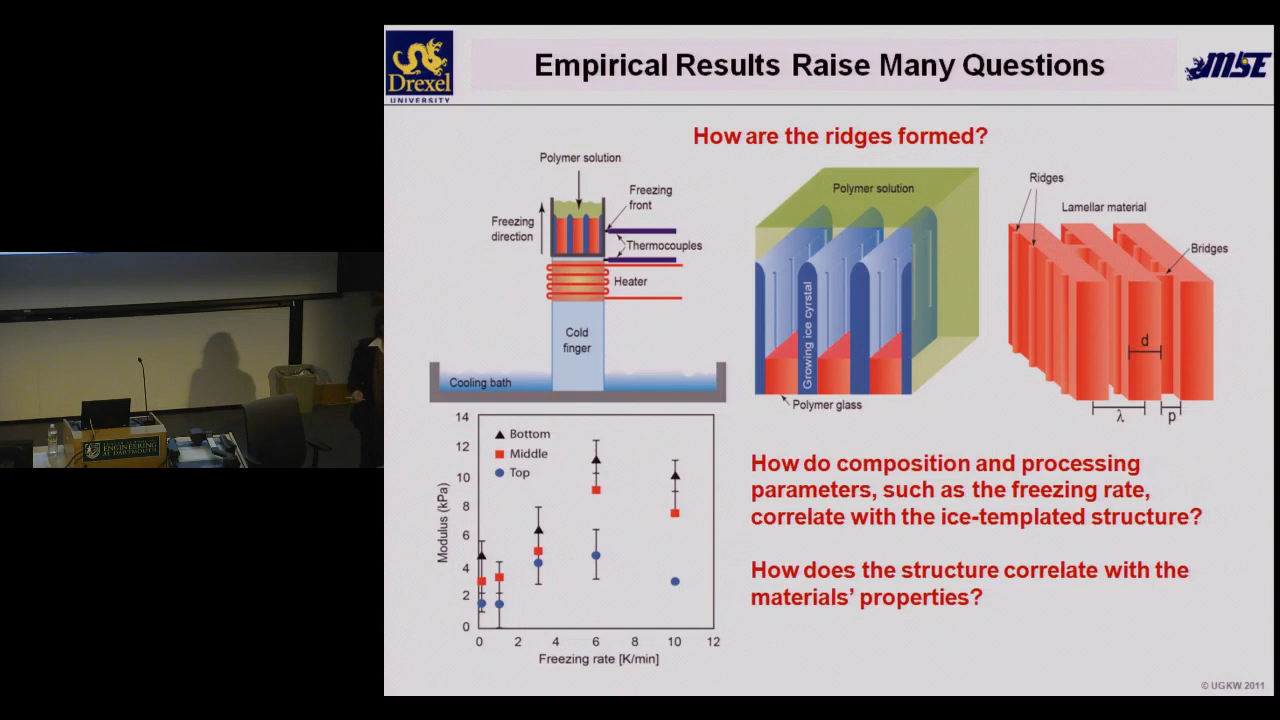 Drexel
UNIVERSITY
Empirical Results Raise Many Questions
MSE
How are the ridges formed?
Polymer solution
Freezing
front
Freezing
direction
Thermocouples
Heater
Cold
finger
Cooling bath
Polymer solution
Growing ice cyrstal
Polymer glass
Ridges
Lamellar material
Bridges
d
λ
p
14
12
10
8
6
4
2
0
Modulus (kPa)
Bottom
Middle
Top
0 2 4 6 8 10 12
Freezing rate [K/min]
How do composition and processing
parameters, such as the freezing rate,
correlate with the ice-templated structure?
How does the structure correlate with the
materials’ properties?
© UGKW 2011
ENGINEERING
AT DARTMOUTH